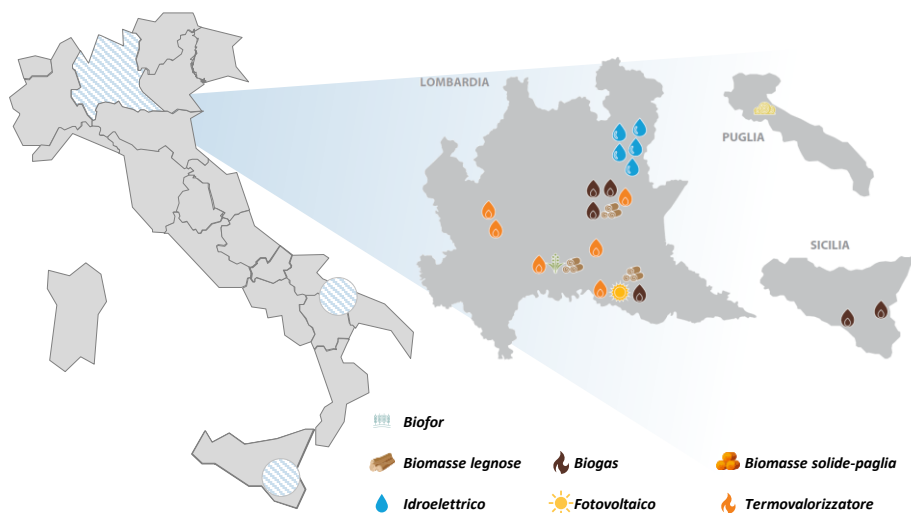 LOMBARDIA
PUGLIA
SICILIA
Biofor
Biomasse legnose
Biogas
Biomasse solide-paglia
Idroelettrico
Fotovoltaico
Termovalorizzatore